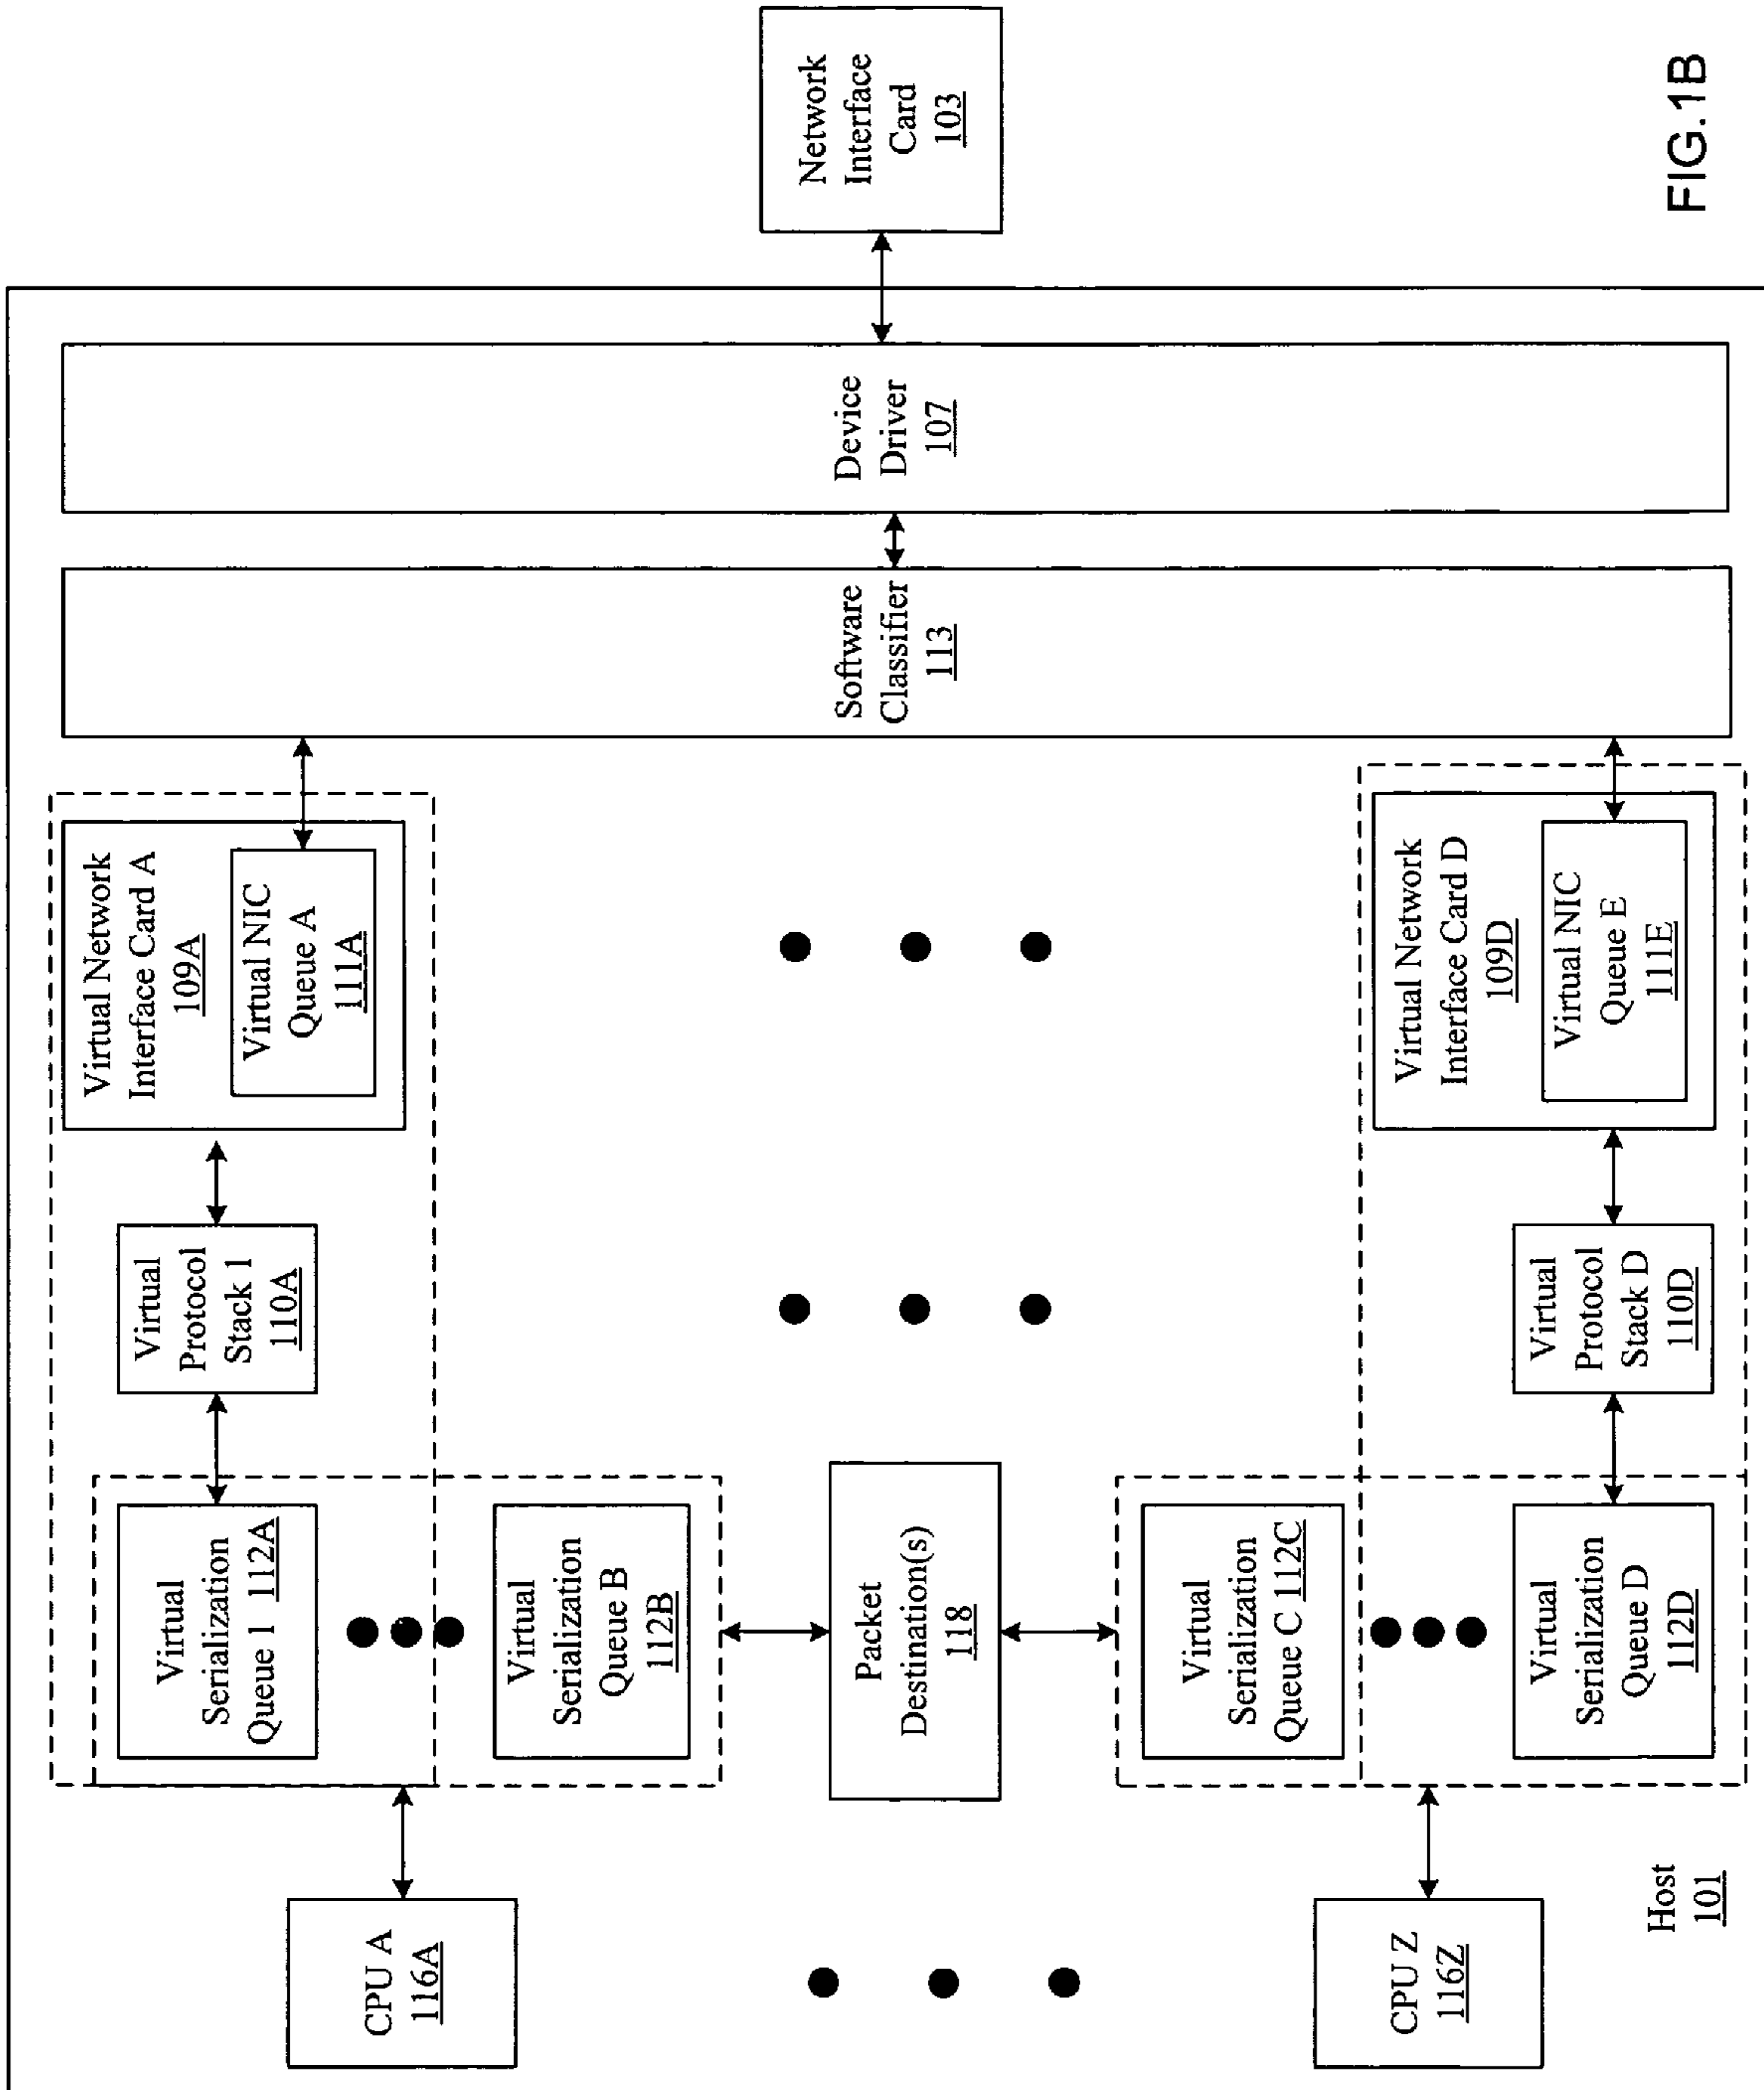 CPU A
116A
CPU Z
116Z
Host
101
Virtual
Serialization
Queue 1 112A
Virtual
Serialization
Queue B
112B
Packet
Destination(s)
118
Virtual
Serialization
Queue C 112C
Virtual
Serialization
Queue D
112D
Virtual
Protocol
Stack 1
110A
Virtual
Protocol
Stack D
110D
Virtual Network
Interface Card A
109A
Virtual NIC
Queue A
111A
Virtual Network
Interface Card D
109D
Virtual NIC
Queue E
111E
Software
Classifier
113
Device
Driver
107
Network
Interface
Card
103
FIG.1B